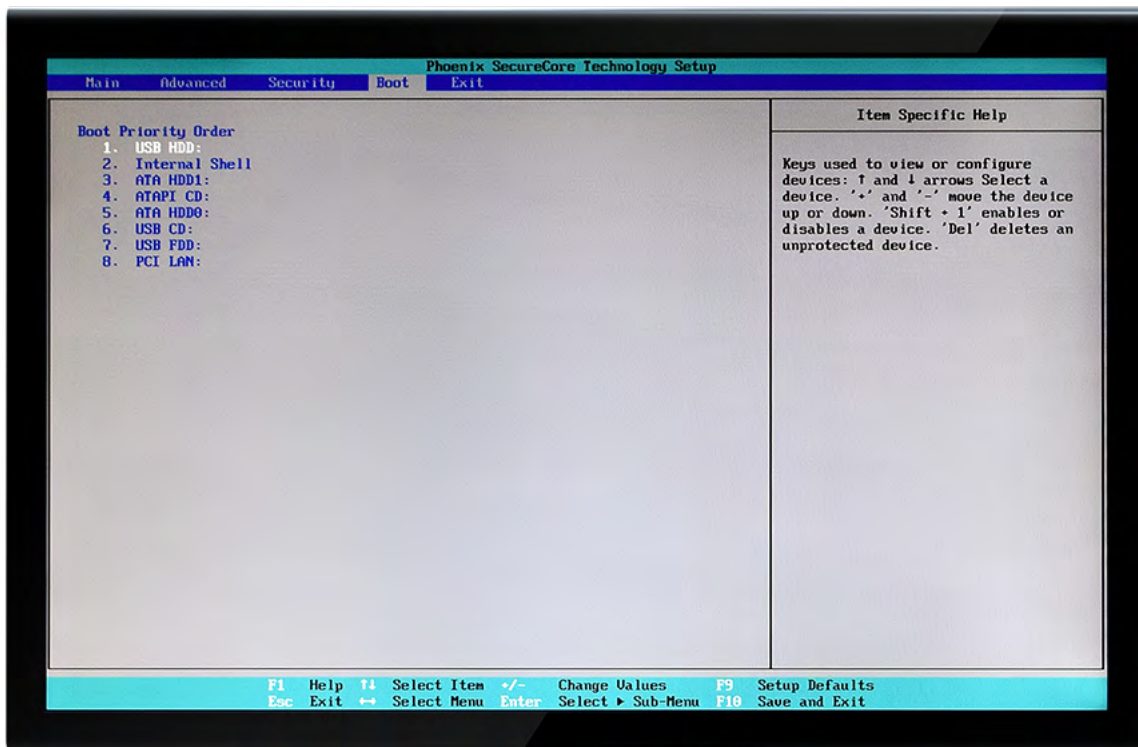 Phoenix SecureCore Technology Setup
Main Advanced Security Boot Exit
Boot Priority Order
1. USB HDD:
2. Internal Shell
3. ATA HDD1:
4. ATAPI CD:
5. ATA HDD0:
6. USB CD:
7. USB FDD:
8. PCI LAN:
Item Specific Help
Keys used to view or configure
devices: ↑ and ↓ arrows Select a
device. '+' and '-' move the device
up or down. 'Shift + 1' enables or
disables a device. 'Del' deletes an
unprotected device.
F1 Help ↑↓ Select Item +/- Change Values F9 Setup Defaults
Esc Exit ↔ Select Menu Enter Select ▶ Sub-Menu F10 Save and Exit